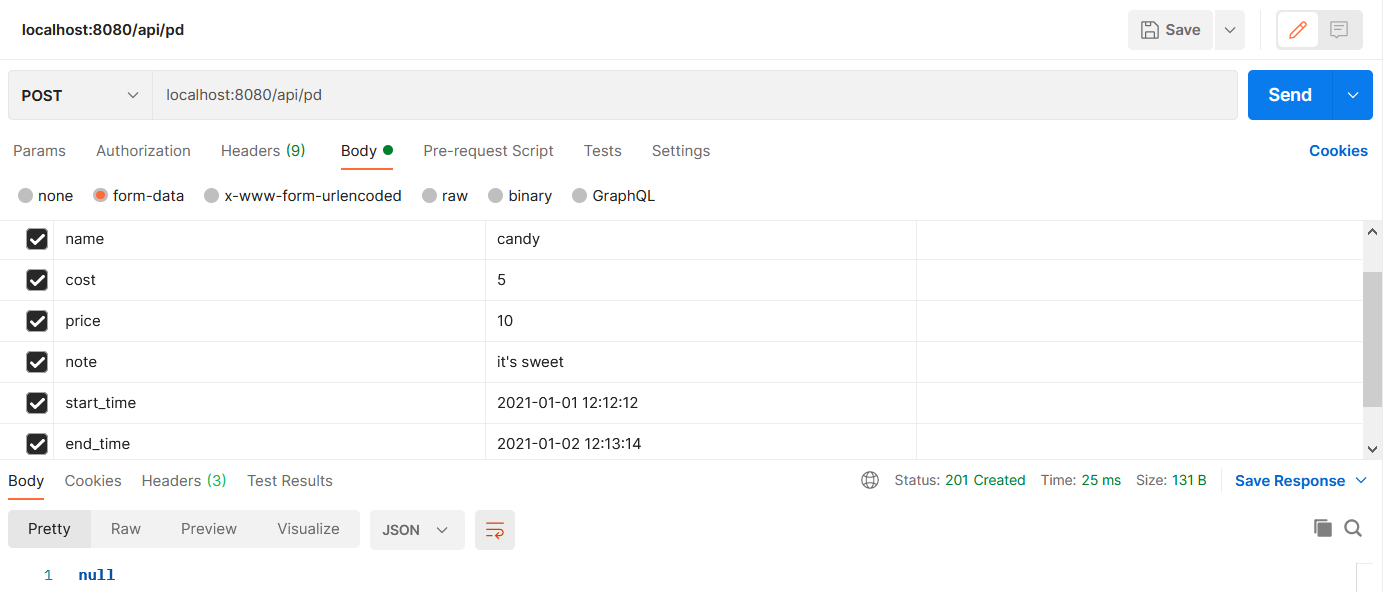 localhost:8080/api/pd
Save
POST localhost:8080/api/pd Send
Params Authorization Headers (9) Body Pre-request Script Tests Settings Cookies
none form-data x-www-form-urlencoded raw binary GraphQL
name candy
cost 5
price 10
note it's sweet
start_time 2021-01-01 12:12:12
end_time 2021-01-02 12:13:14
Body Cookies Headers (3) Test Results Status: 201 Created Time: 25 ms Size: 131 B Save Response
Pretty Raw Preview Visualize JSON
1 null